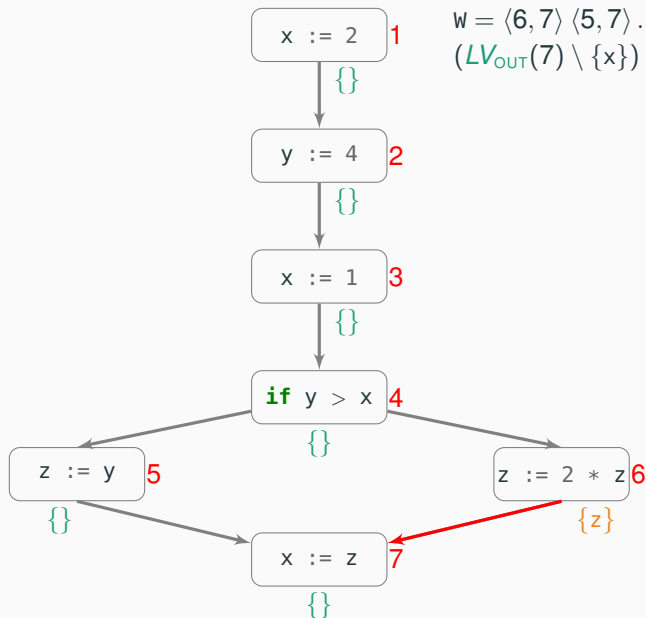 x := 2 1
W = ⟨6, 7⟩ ⟨5, 7⟩ .
(LV_OUT(7) \ {x})
{}
y := 4 2
{}
x := 1 3
{}
if y > x 4
{}
z := y 5
z := 2 * z 6
{}
{z}
x := z 7
{}